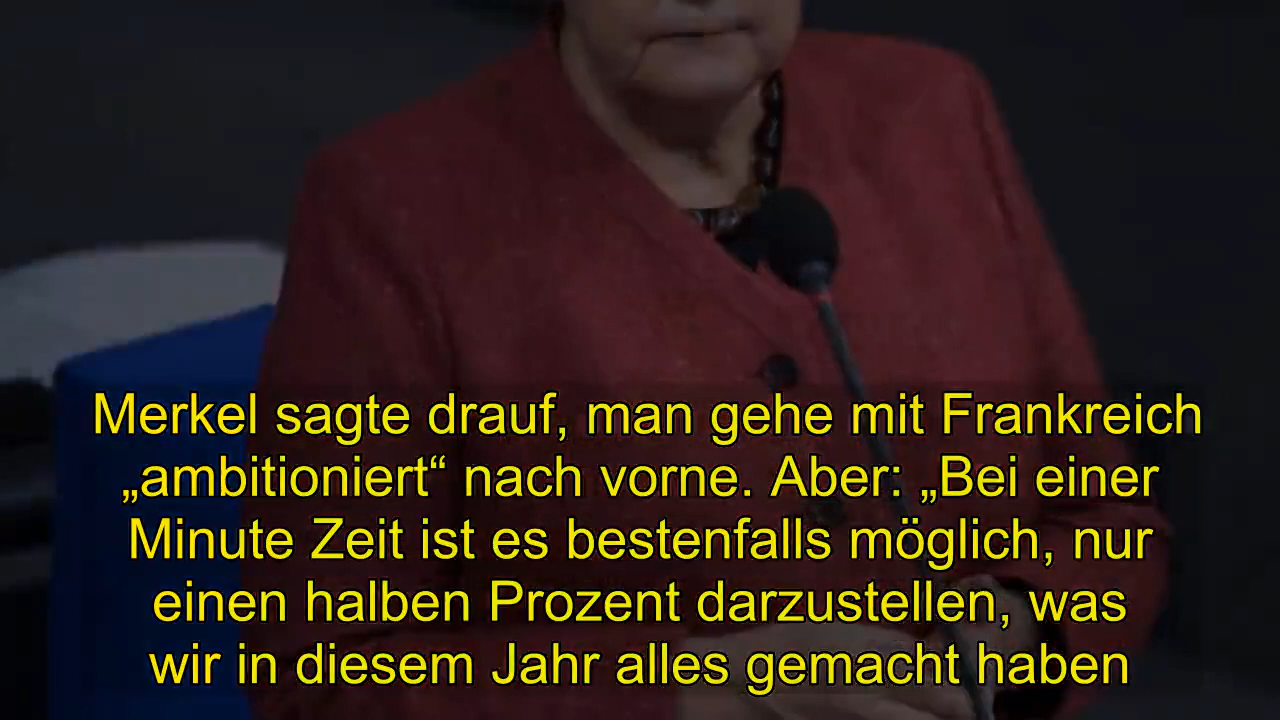 Merkel sagte drauf, man gehe mit Frankreich
„ambitioniert“ nach vorne. Aber: „Bei einer
Minute Zeit ist es bestenfalls möglich, nur
einen halben Prozent darzustellen, was
wir in diesem Jahr alles gemacht haben